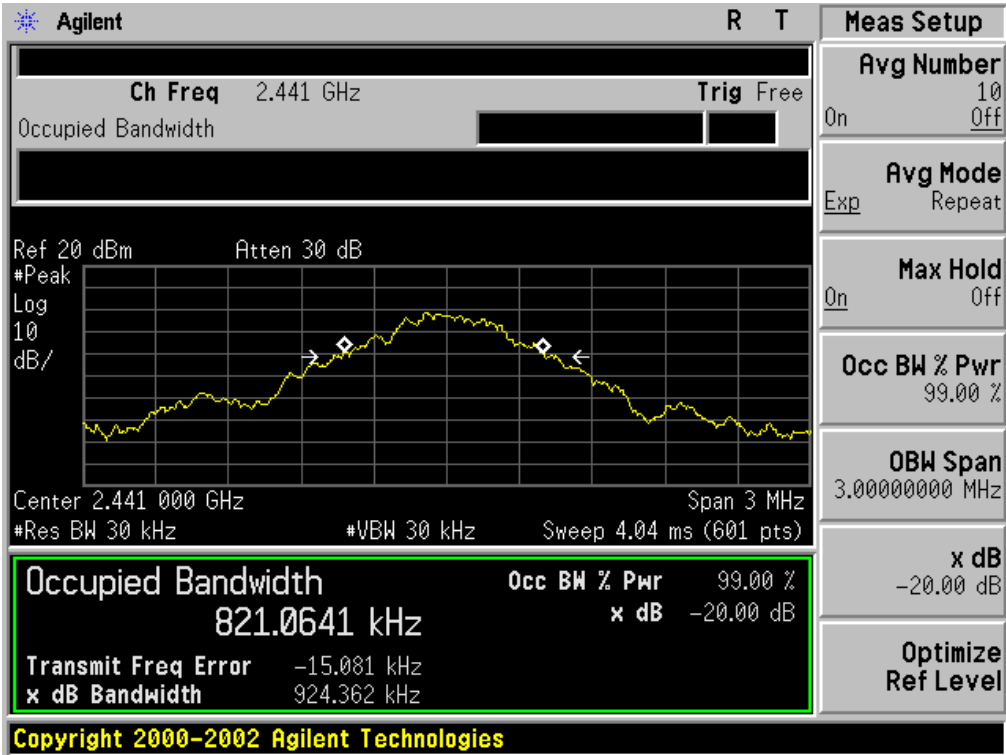 Agilent R T
Ch Freq 2.441 GHz Trig Free
Occupied Bandwidth
Ref 20 dBm Atten 30 dB
#Peak
Log
10
dB/
Center 2.441 000 GHz Span 3 MHz
#Res BW 30 kHz #VBW 30 kHz Sweep 4.04 ms (601 pts)
Occupied Bandwidth Occ BW % Pwr 99.00 %
821.0641 kHz x dB -20.00 dB
Transmit Freq Error -15.081 kHz
x dB Bandwidth 924.362 kHz
Copyright 2000-2002 Agilent Technologies
Meas Setup
Avg Number
10
On Off
Avg Mode
Exp Repeat
Max Hold
On Off
Occ BW % Pwr
99.00 %
OBW Span
3.00000000 MHz
x dB
-20.00 dB
Optimize
Ref Level